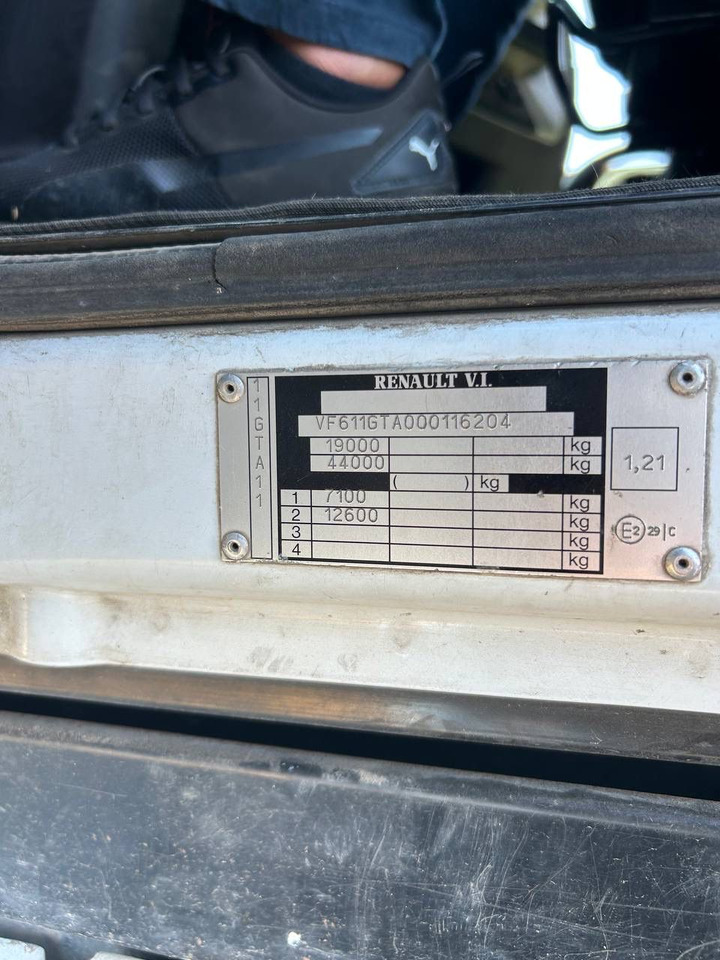 11GTA11
RENAULT V.I.
VF611GTA000116204
19000 kg
44000 kg
( ) kg
1 7100 kg
2 12600 kg
3 kg
4 kg
1,21
E2 29|C